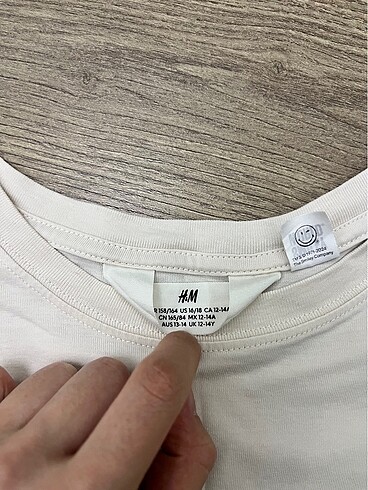 H&M
158/164 US 16/18 CA 12-14A
CN 165/84 MX 12-14A
AUS 13-14 UK 12-14Y
The Smiley Company